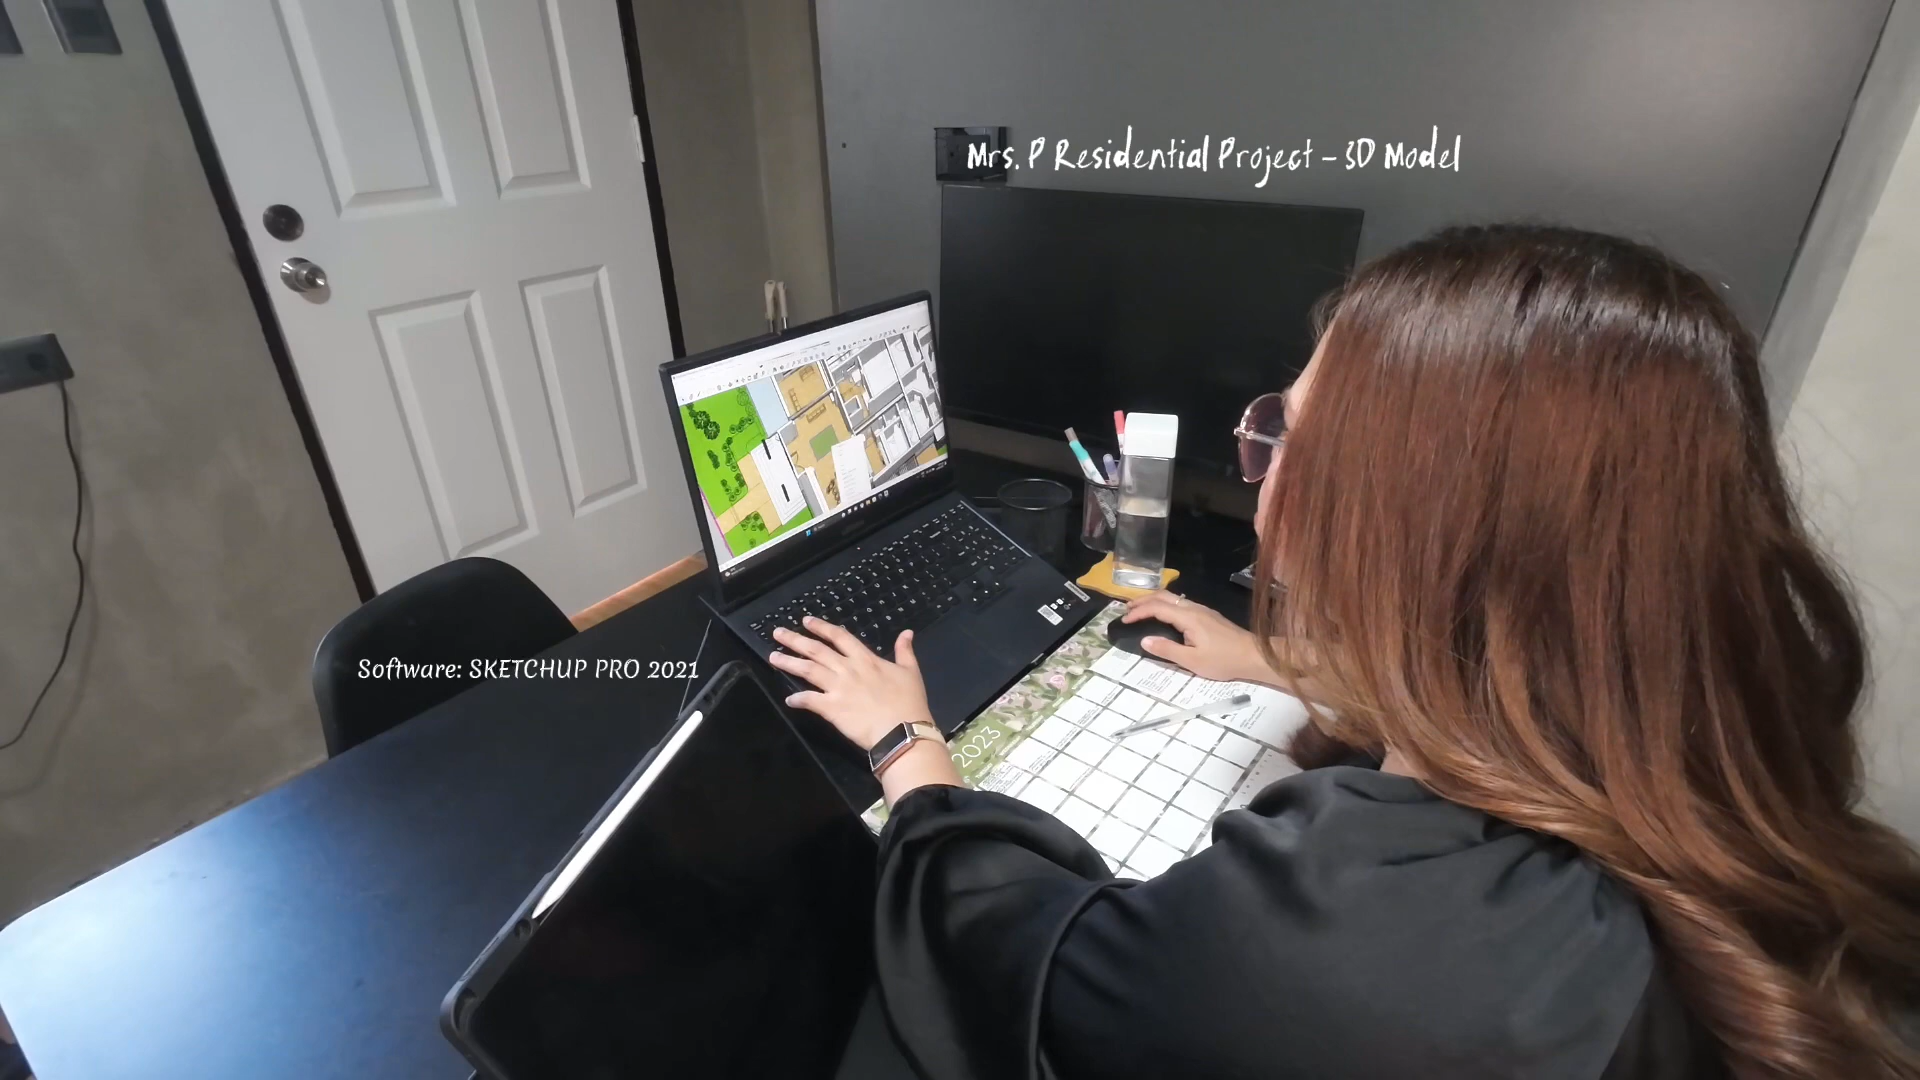 Mrs. P Residential Project - 3D Model
Software: SKETCHUP PRO 2021
2023